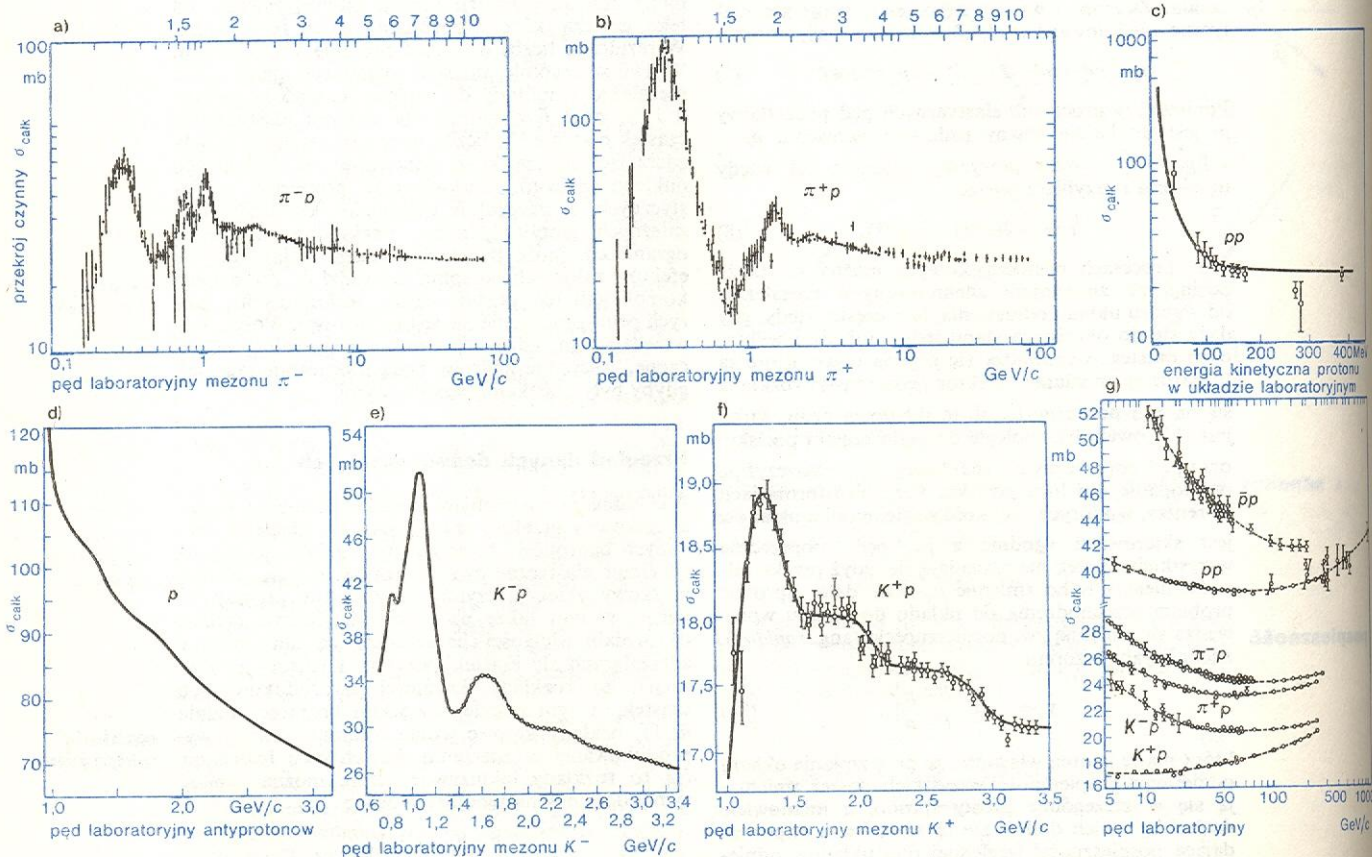 a)
1,5 2 3 4 5 6 7 8 9 10
100
mb
przekrój czynny σcałk
π⁻p
10
0,1 1 10 100
pęd laboratoryjny mezonu π⁻ GeV/c
b)
1,5 2 3 4 5 6 7 8 9 10
mb
100
σcałk
π⁺p
10
0,1 1 10 100
pęd laboratoryjny mezonu π⁺ GeV/c
c)
1000
mb
100
σcałk
pp
10
0 100 300 400 MeV
energia kinetyczna protonu
w układzie laboratoryjnym
d)
120
mb
110
100
σcałk
90
80
70
p
1,0 2,0 GeV/c 3,0
pęd laboratoryjny antyprotonow
e)
54
50
mb
46
42
σcałk
38
34
30
26
K⁻p
0,6 1,0 1,4 1,8 2,2 2,6 3,0 3,4
0,8 1,2 1,6 2,0 2,4 2,8 3,2
pęd laboratoryjny mezonu K⁻ GeV/c
f)
mb
19,0
18,5
σcałk
18,0
17,5
17,0
K⁺p
1,0 1,5 2,0 2,5 3,0 3,5
pęd laboratoryjny mezonu K⁺ GeV/c
g)
52
mb
50
48
46
44
42
40
σcałk
26
24
22
20
18
16
p̄p
pp
π⁻p
π⁺p
K⁻p
K⁺p
5 10 50 100 500 1000
pęd laboratoryjny GeV/c